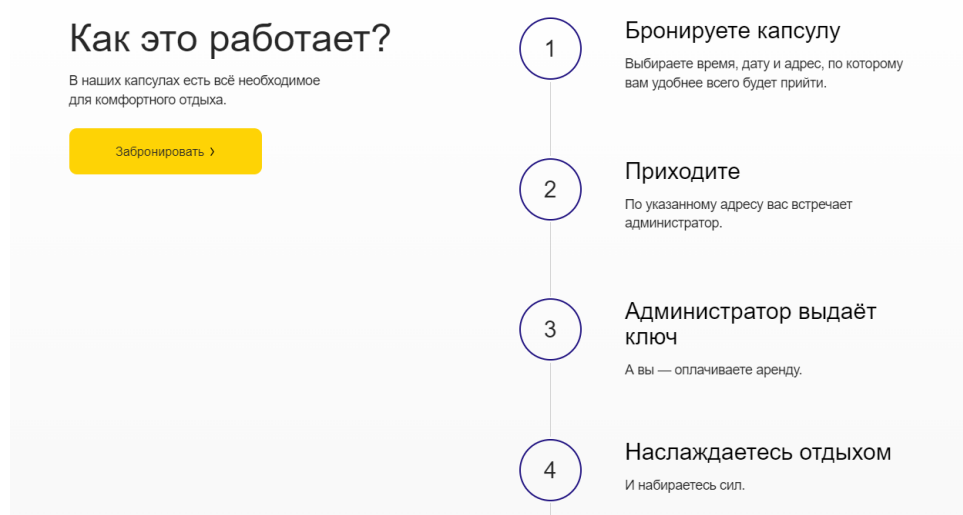 Как это работает?
В наших капсулах есть всё необходимое
для комфортного отдыха.
Забронировать ›
1
Бронируете капсулу
Выбираете время, дату и адрес, по которому
вам удобнее всего будет прийти.
2
Приходите
По указанному адресу вас встречает
администратор.
3
Администратор выдаёт
ключ
А вы — оплачиваете аренду.
4
Наслаждаетесь отдыхом
И набираетесь сил.